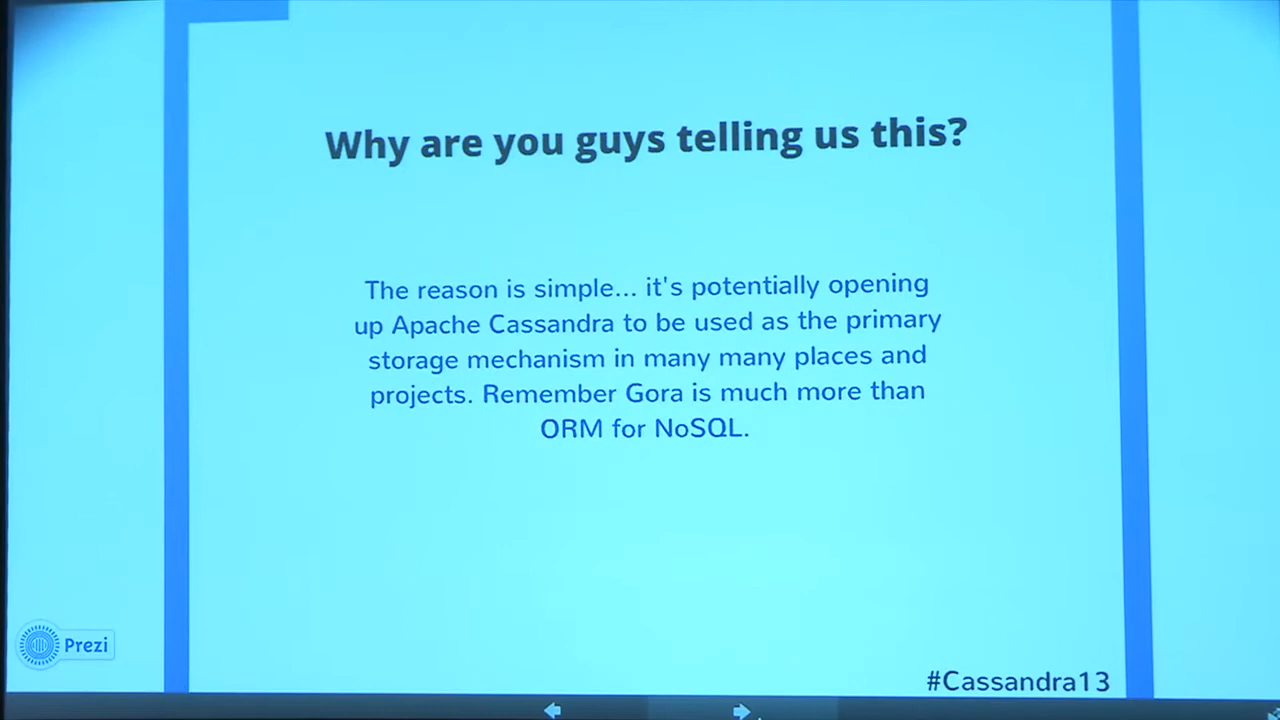 Why are you guys telling us this?
The reason is simple... it's potentially opening
up Apache Cassandra to be used as the primary
storage mechanism in many many places and
projects. Remember Gora is much more than
ORM for NoSQL.
Prezi
#Cassandra13